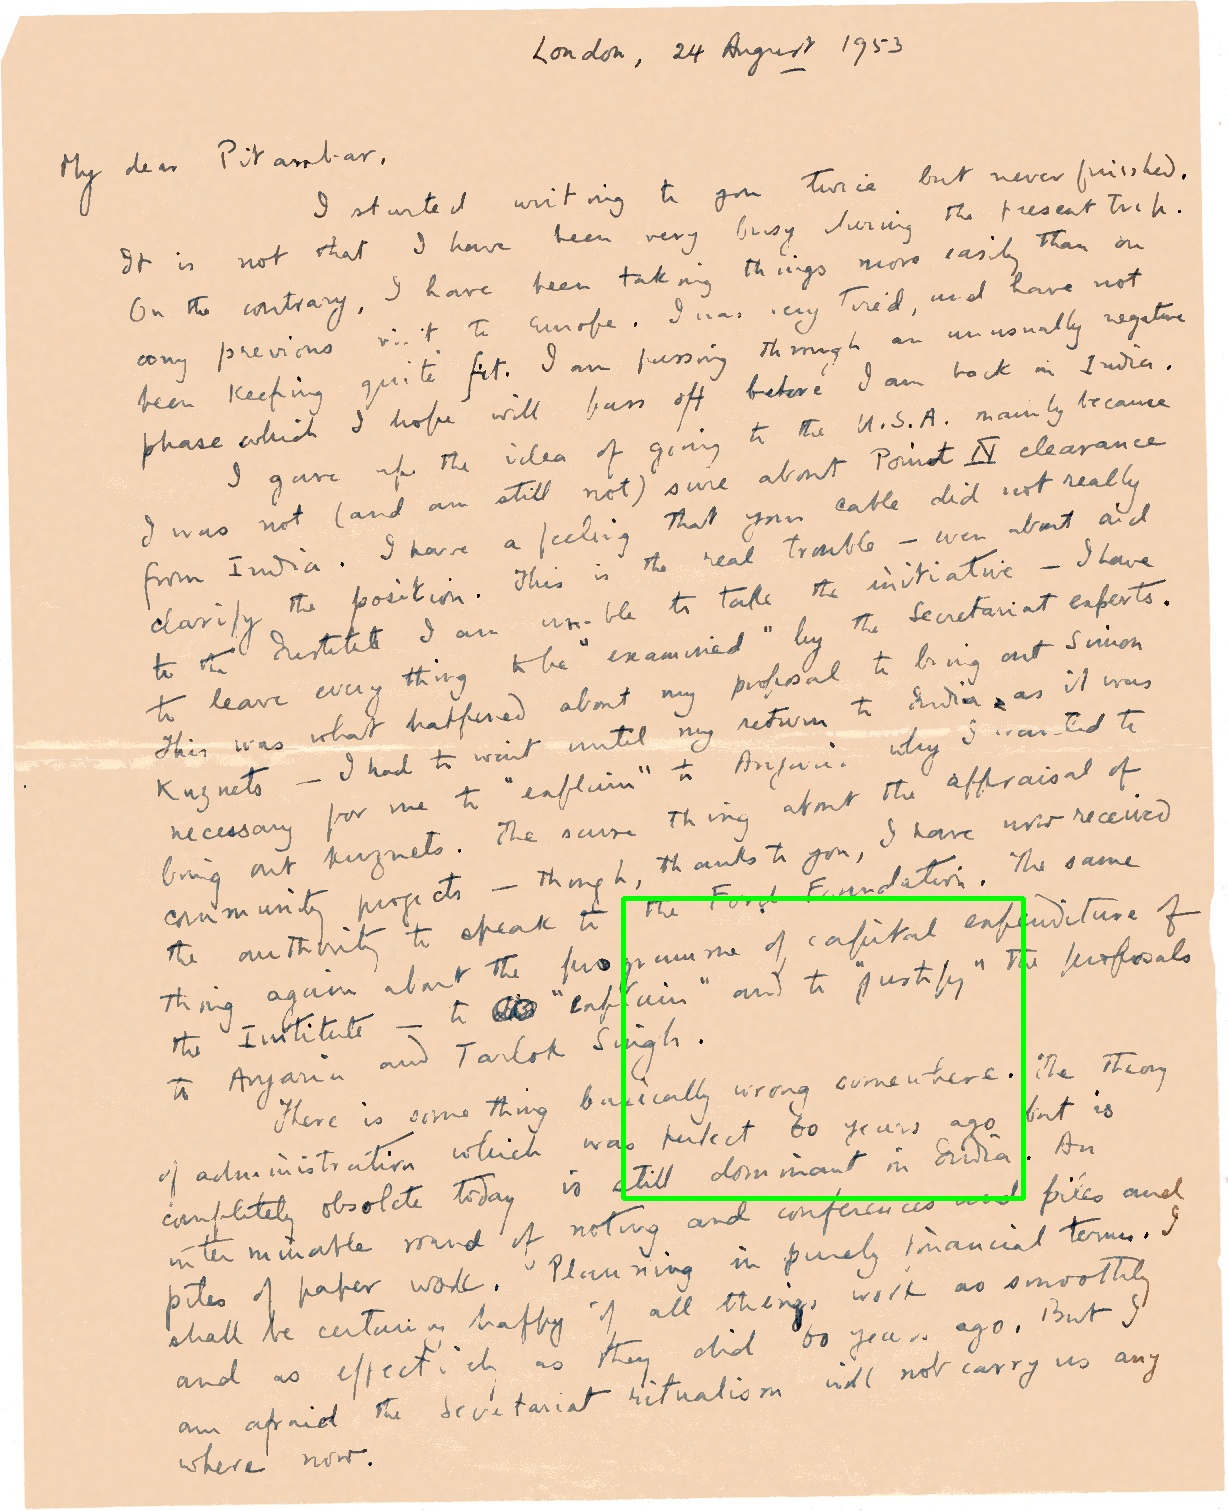 London, 24 August 1953
My dear Pitambar,
I started writing to you twice but never finished.
It is not that I have been very busy during the present trip.
On the contrary, I have been taking things more easily than on
any previous visit to Europe. I was very tired, and have not
been keeping quite fit. I am passing through an unusually negative
phase which I hope will pass off before I am back in India.
I gave up the idea of going to the U.S.A. mainly because
I was not (and am still not) sure about Point IV clearance
from India. I have a feeling that your cable did not really
clarify the position. This is the real trouble – even about aid
to the Institute I am unable to take the initiative – I have
to leave every thing to be "examined" by the Secretariat experts.
This was what happened about my proposal to bring out Simon
Kuznets – I had to wait until my return to India, as it was
necessary for me to "explain" to Anjaria why I wanted to
bring out Kuznets. The same thing about the appraisal of
community projects – though, thanks to you, I have now received
the authority to speak to the Ford Foundation. The same
thing again about the programme of capital expenditure of
the Institute – to "explain" and to "justify" the proposals
to Anjaria and Tarlok Singh.
There is some thing basically wrong somewhere. The theory
of administration which was perfect 60 years ago but is
completely obsolete today is still dominant in India. An
interminable round of noting and conferences and files and
piles of paper work. Planning in purely financial terms. I
shall be certainly happy if all things work as smoothly
and as effectively as they did 60 years ago. But I
am afraid the Secretariat ritualism will not carry us any
where now.